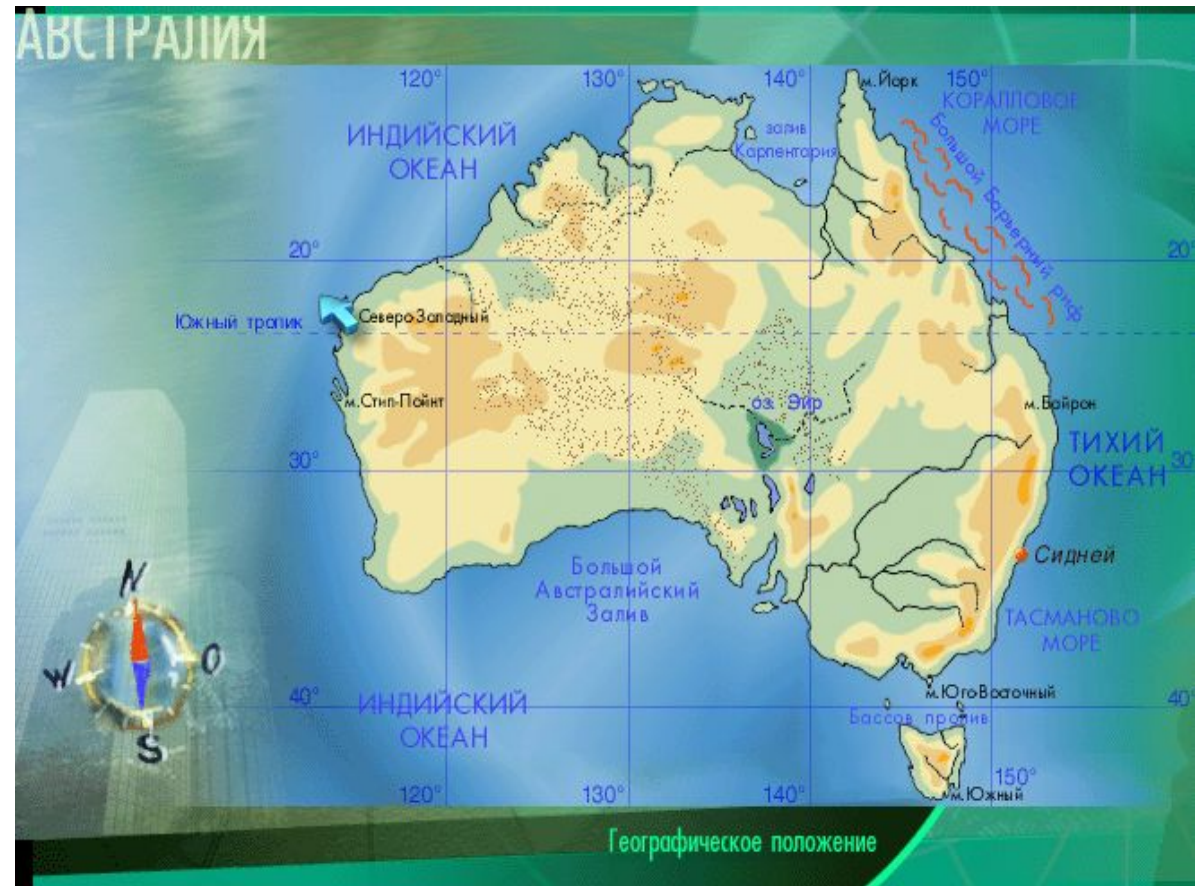 АВСТРАЛИЯ
120°
130°
140°
150°
м.Йорк
КОРАЛЛОВОЕ
МОРЕ
ИНДИЙСКИЙ
ОКЕАН
залив
Карпентария
Большой Барьерный риф
20°
20°
Южный тропик
Северо-Западный
м.Стип-Пойнт
оз. Эйр
м.Байрон
ТИХИЙ
ОКЕАН
30°
30
Сидней
Большой
Австралийский
Залив
ТАСМАНОВО
МОРЕ
N
W
O
S
40°
40°
ИНДИЙСКИЙ
ОКЕАН
м.Юго-Восточный
Бассов пролив
120°
130°
140°
150°
м.Южный
Географическое положение